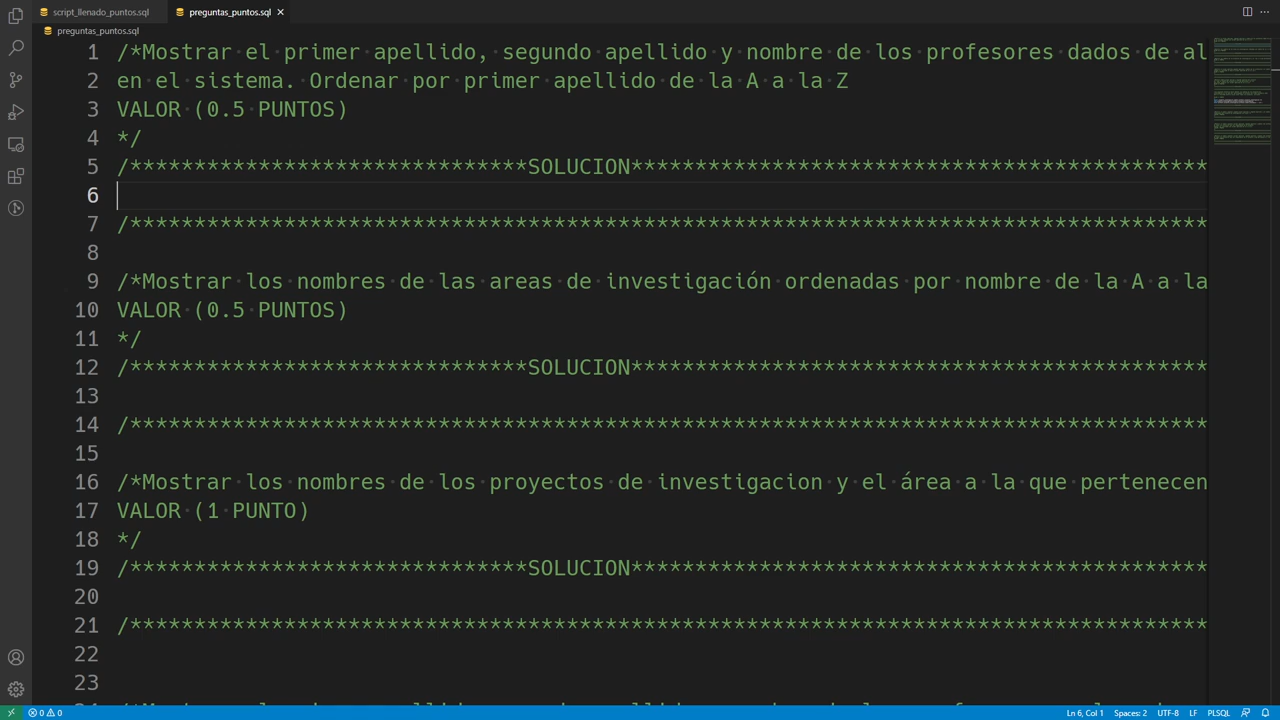 script_llenado_puntos.sql
preguntas_puntos.sql
preguntas_puntos.sql
1 /*Mostrar el primer apellido, segundo apellido y nombre de los profesores dados de al
2 en el sistema. Ordenar por primer apellido de la A a la Z
3 VALOR (0.5 PUNTOS)
4 */
5 /*******************************SOLUCION*********************************************
6
7 /************************************************************************************
8
9 /*Mostrar los nombres de las areas de investigación ordenadas por nombre de la A a la
10 VALOR (0.5 PUNTOS)
11 */
12 /*******************************SOLUCION*********************************************
13
14 /************************************************************************************
15
16 /*Mostrar los nombres de los proyectos de investigacion y el área a la que pertenecen
17 VALOR (1 PUNTO)
18 */
19 /*******************************SOLUCION*********************************************
20
21 /************************************************************************************
22
23
0 0 Ln 6, Col 1 Spaces: 2 UTF-8 LF PLSQL